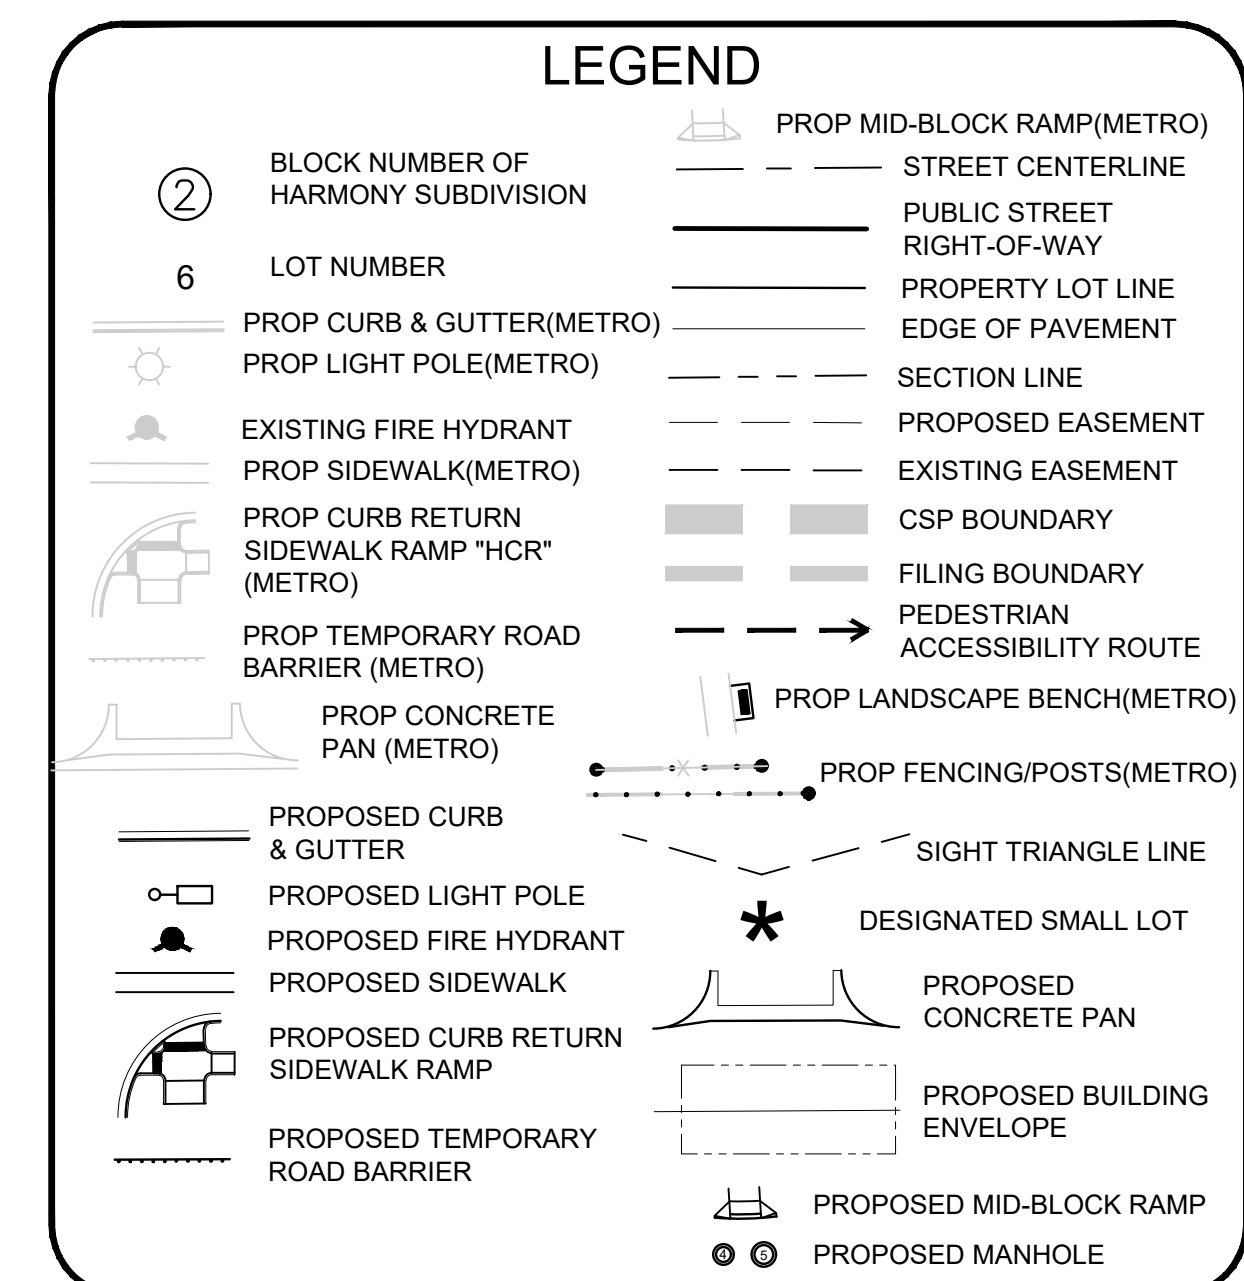 LEGEND
2
BLOCK NUMBER OF
HARMONY SUBDIVISION
6
LOT NUMBER
PROP CURB & GUTTER(METRO)
PROP LIGHT POLE(METRO)
EXISTING FIRE HYDRANT
PROP SIDEWALK(METRO)
PROP CURB RETURN
SIDEWALK RAMP "HCR"
(METRO)
PROP TEMPORARY ROAD
BARRIER (METRO)
PROP CONCRETE
PAN (METRO)
PROPOSED CURB
& GUTTER
PROPOSED LIGHT POLE
PROPOSED FIRE HYDRANT
PROPOSED SIDEWALK
PROPOSED CURB RETURN
SIDEWALK RAMP
PROPOSED TEMPORARY
ROAD BARRIER
PROP MID-BLOCK RAMP(METRO)
STREET CENTERLINE
PUBLIC STREET
RIGHT-OF-WAY
PROPERTY LOT LINE
EDGE OF PAVEMENT
SECTION LINE
PROPOSED EASEMENT
EXISTING EASEMENT
CSP BOUNDARY
FILING BOUNDARY
PEDESTRIAN
ACCESSIBILITY ROUTE
PROP LANDSCAPE BENCH(METRO)
PROP FENCING/POSTS(METRO)
SIGHT TRIANGLE LINE
* DESIGNATED SMALL LOT
PROPOSED
CONCRETE PAN
PROPOSED BUILDING
ENVELOPE
PROPOSED MID-BLOCK RAMP
4 5 PROPOSED MANHOLE